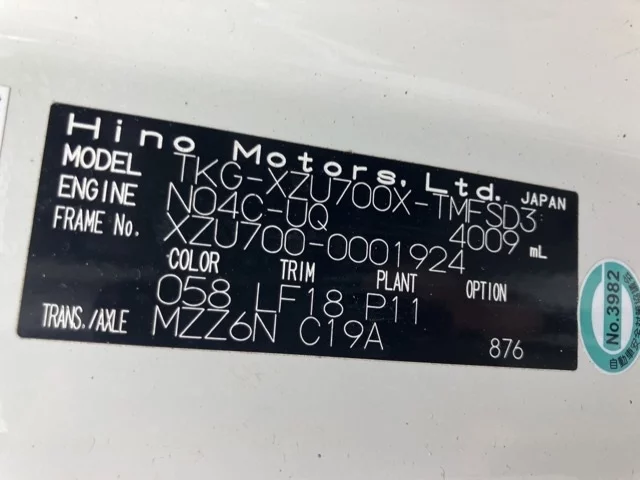 Hino Motors, Ltd. JAPAN
MODEL TKG-XZU700X-TMFSD3
ENGINE N04C-UQ 4009 mL
FRAME No. XZU700-0001924
COLOR TRIM PLANT OPTION
058 LF18 P11
TRANS./AXLE MZZ6N C19A 876
No.3982